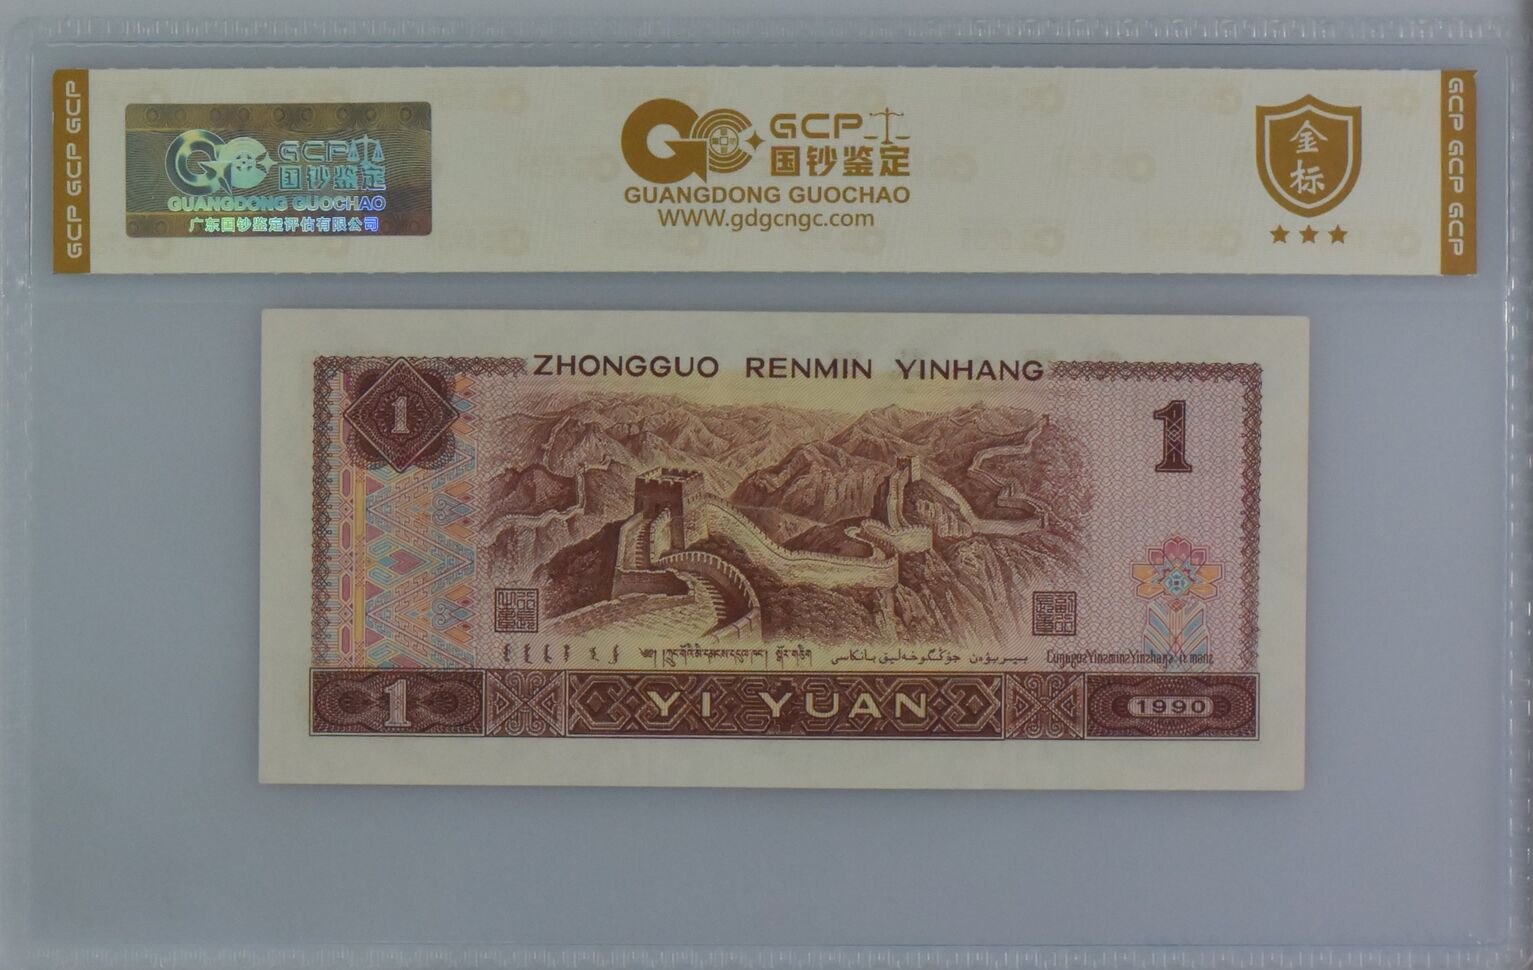 GCP GCP GCP
GCP
国钞鉴定
GUANGDONG GUOCHAO
广东国钞鉴定评估有限公司
GCP
国钞鉴定
GUANGDONG GUOCHAO
WWW.gdgcngc.com
金
标
GCP GCP GCP
ZHONGGUO RENMIN YINHANG
1
1
CuŋgoƨYinƨminƨYinƨhaŋƨ
1
YI YUAN
1990